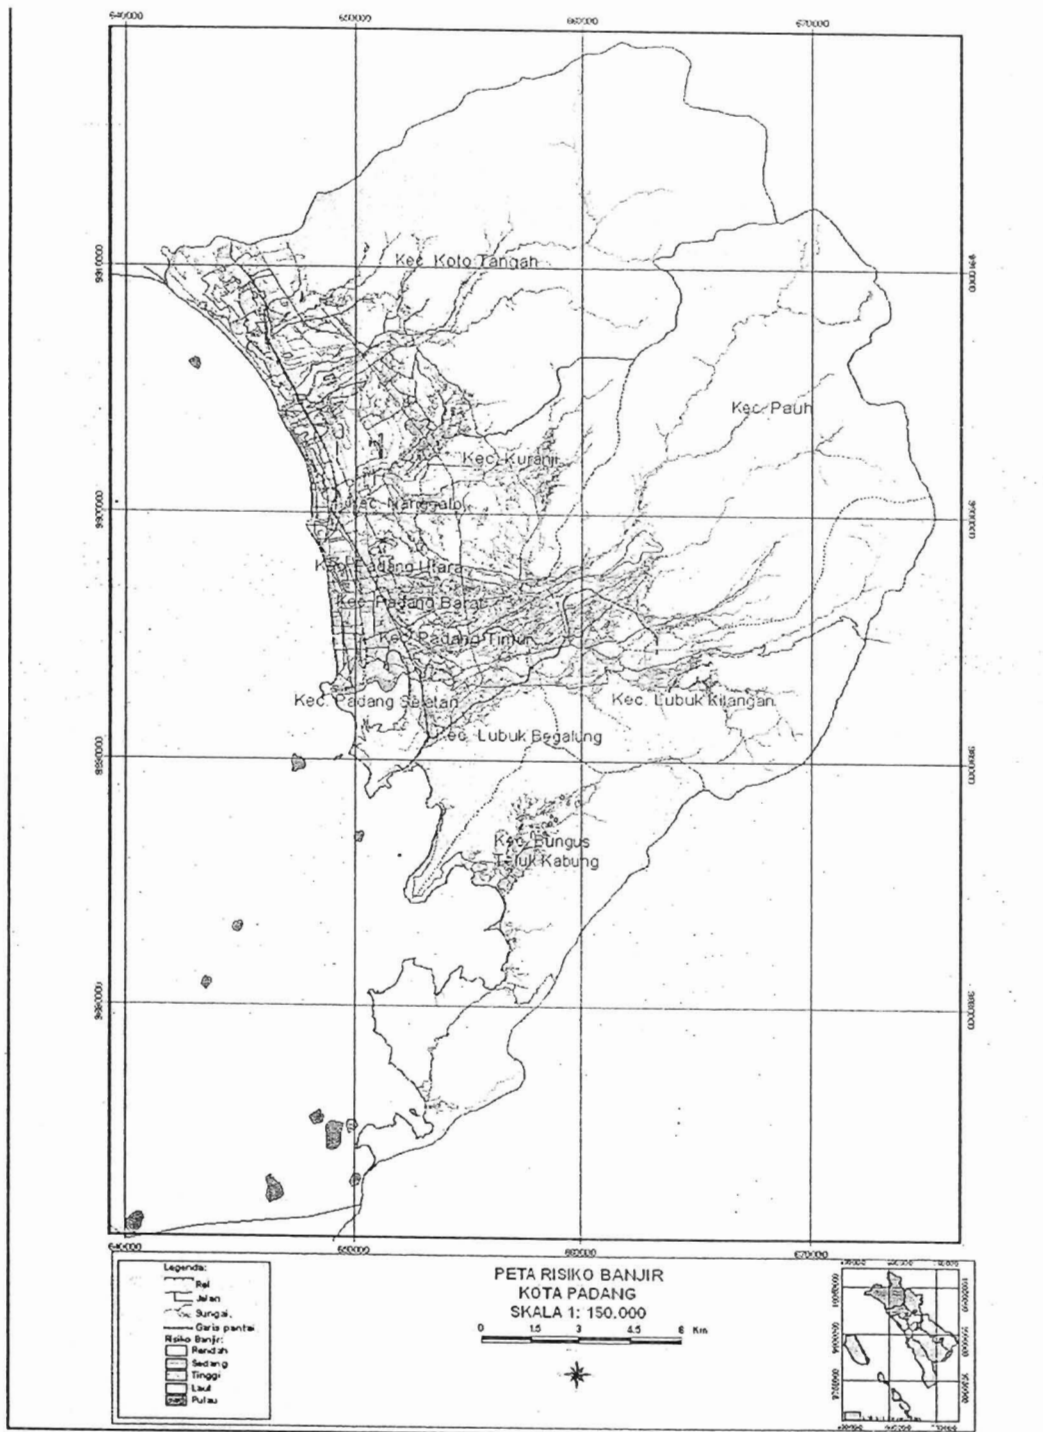 640000 650000 660000 670000
Kec. Koto Tangah
Kec. Pauh
Kec. Kuranji
Kec. Nanggalo
Kec. Padang Utara
Kec. Padang Barat
Kec. Padang Timur
Kec. Padang Selatan
Kec. Lubuk Kilangan
Kec. Lubuk Begalung
Kec. Bungus
Teluk Kabung
640000 650000 660000 670000
Legenda:
Rel
Jalan
Sungai.
Garis pantai
Risiko Banjir:
Rendah
Sedang
Tinggi
Laut
Pulau
PETA RISIKO BANJIR
KOTA PADANG
SKALA 1: 150.000
0 1.5 3 4.5 6 Km